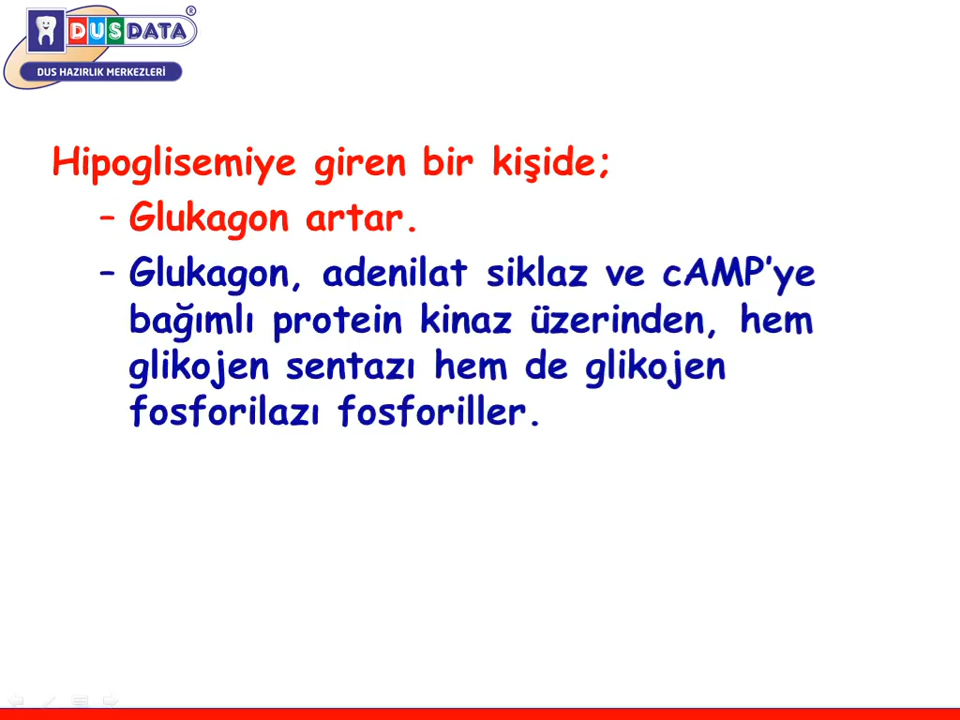 DUSDATA®
DUS HAZIRLIK MERKEZLERİ
Hipoglisemiye giren bir kişide;
– Glukagon artar.
– Glukagon, adenilat siklaz ve cAMP'ye
bağımlı protein kinaz üzerinden, hem
glikojen sentazı hem de glikojen
fosforilazı fosforiller.